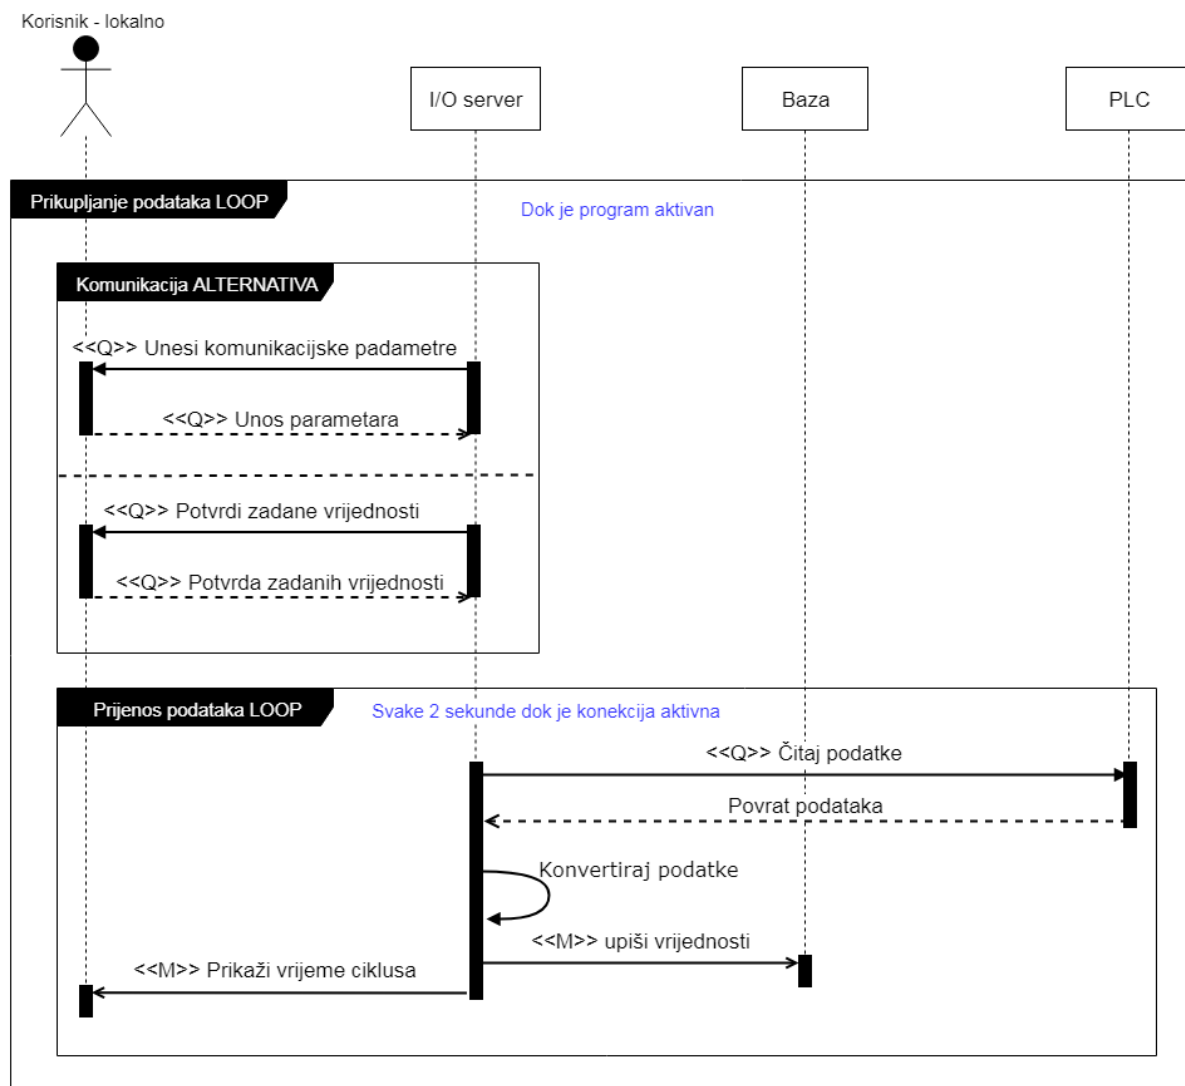 Korisnik - lokalno
I/O server
Baza
PLC
Prikupljanje podataka LOOP
Dok je program aktivan
Komunikacija ALTERNATIVA
<<Q>> Unesi komunikacijske padametre
<<Q>> Unos parametara
<<Q>> Potvrdi zadane vrijednosti
<<Q>> Potvrda zadanih vrijednosti
Prijenos podataka LOOP
Svake 2 sekunde dok je konekcija aktivna
<<Q>> Čitaj podatke
Povrat podataka
Konvertiraj podatke
<<M>> upiši vrijednosti
<<M>> Prikaži vrijeme ciklusa